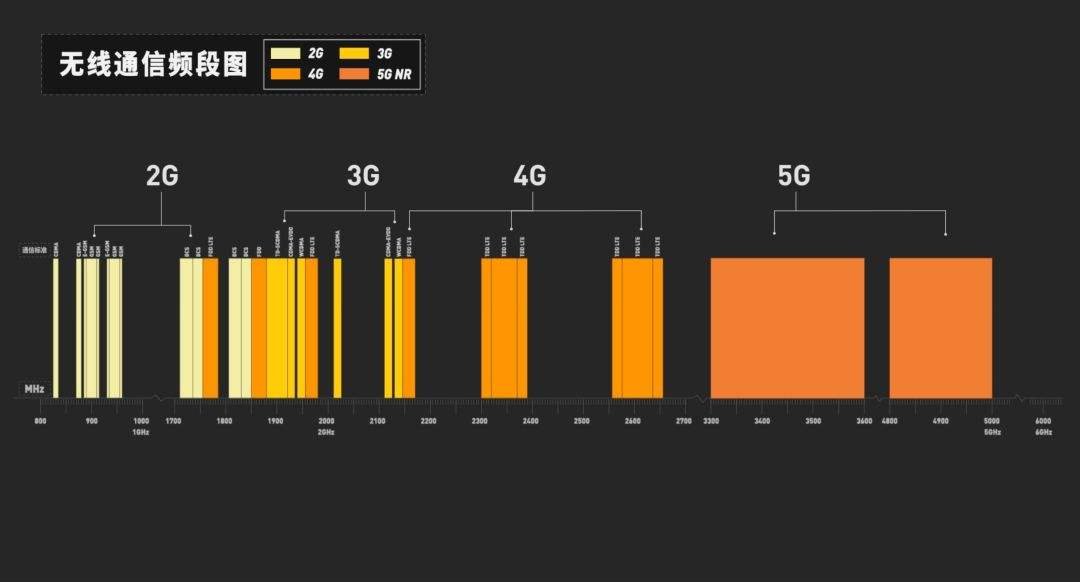 无线通信频段图
2G
3G
4G
5G NR
2G
3G
4G
5G
通信标准
CDMA
CDMA
E-GSM
GSM
GSM
E-GSM
GSM
GSM
DCS
DCS
FDD LTE
DCS
DCS
FDD
TD-SCDMA
CDMA-EVDO
WCDMA
FDD LTE
TD-SCDMA
CDMA-EVDO
WCDMA
FDD LTE
TDD LTE
TDD LTE
TDD LTE
TDD LTE
TDD LTE
TDD LTE
MHz
800 900 1000 1700 1800 1900 2000 2100 2200 2300 2400 2500 2600 2700 3300 3400 3500 3600 4800 4900 5000 6000
1GHz 2GHz 5GHz 6GHz